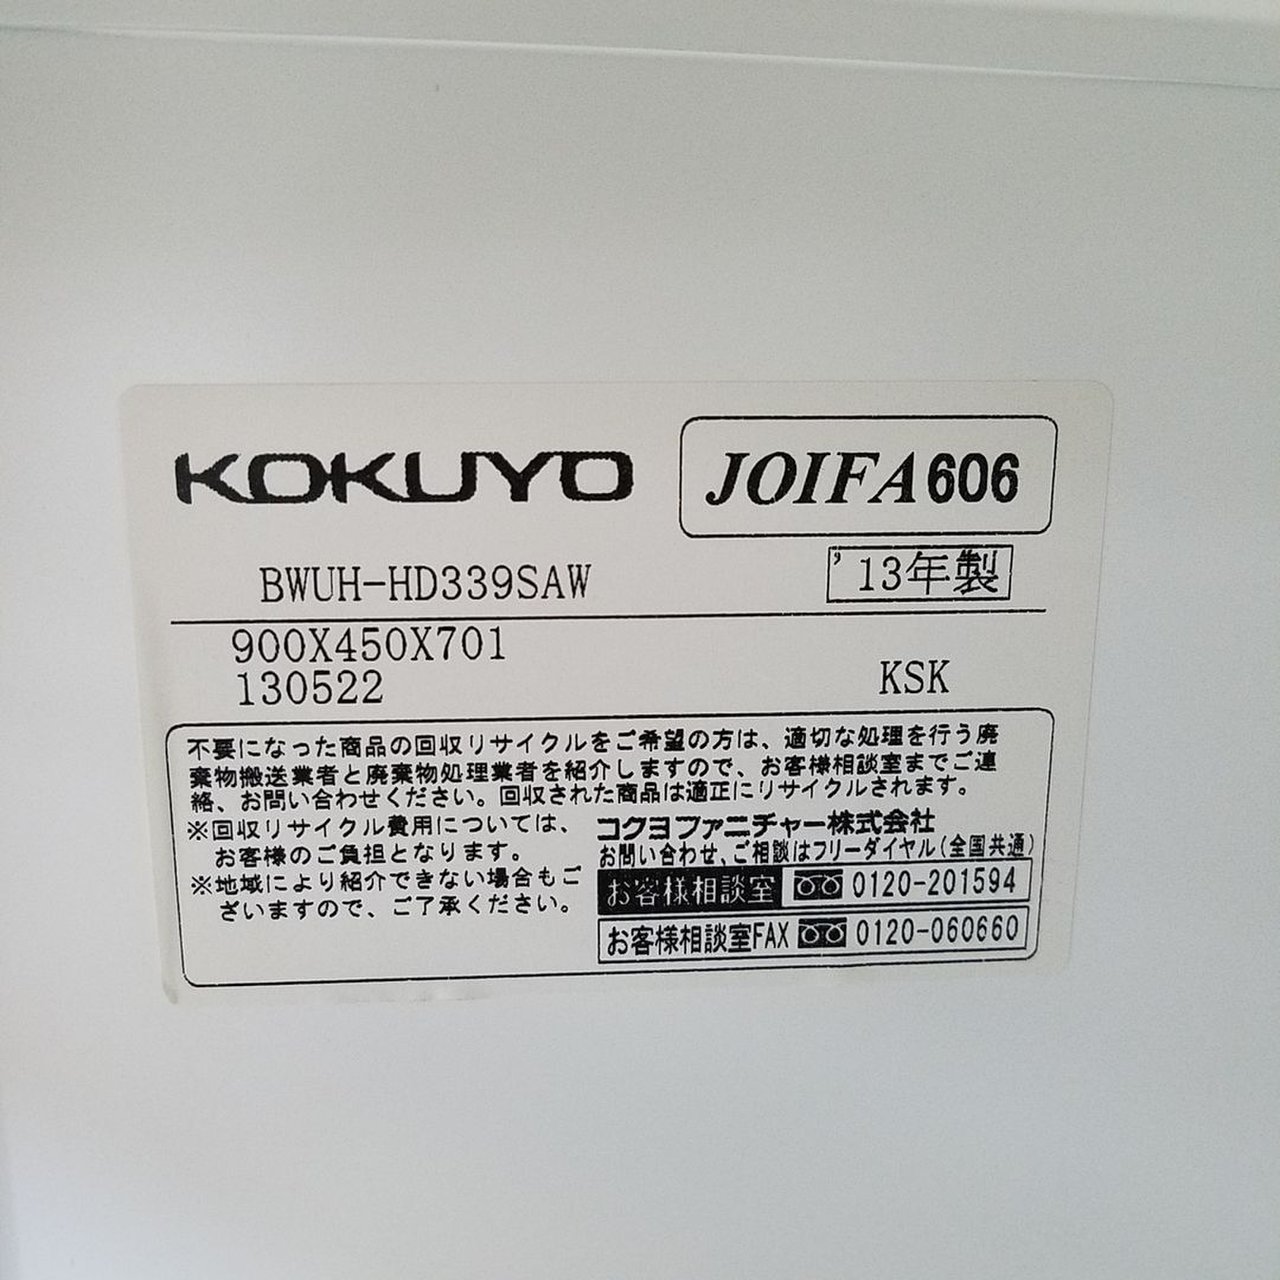 KOKUYO
JOIFA606
BWUH-HD339SAW
'13年製
900X450X701
130522
KSK
不要になった商品の回収リサイクルをご希望の方は、適切な処理を行う廃
棄物搬送業者と廃棄物処理業者を紹介しますので、お客様相談室までご連
絡、お問い合わせください。回収された商品は適正にリサイクルされます。
※回収リサイクル費用については、
お客様のご負担となります。
※地域により紹介できない場合もご
ざいますので、ご了承ください。
コクヨファニチャー株式会社
お問い合わせ、ご相談はフリーダイヤル(全国共通)
お客様相談室 0120-201594
お客様相談室FAX 0120-060660